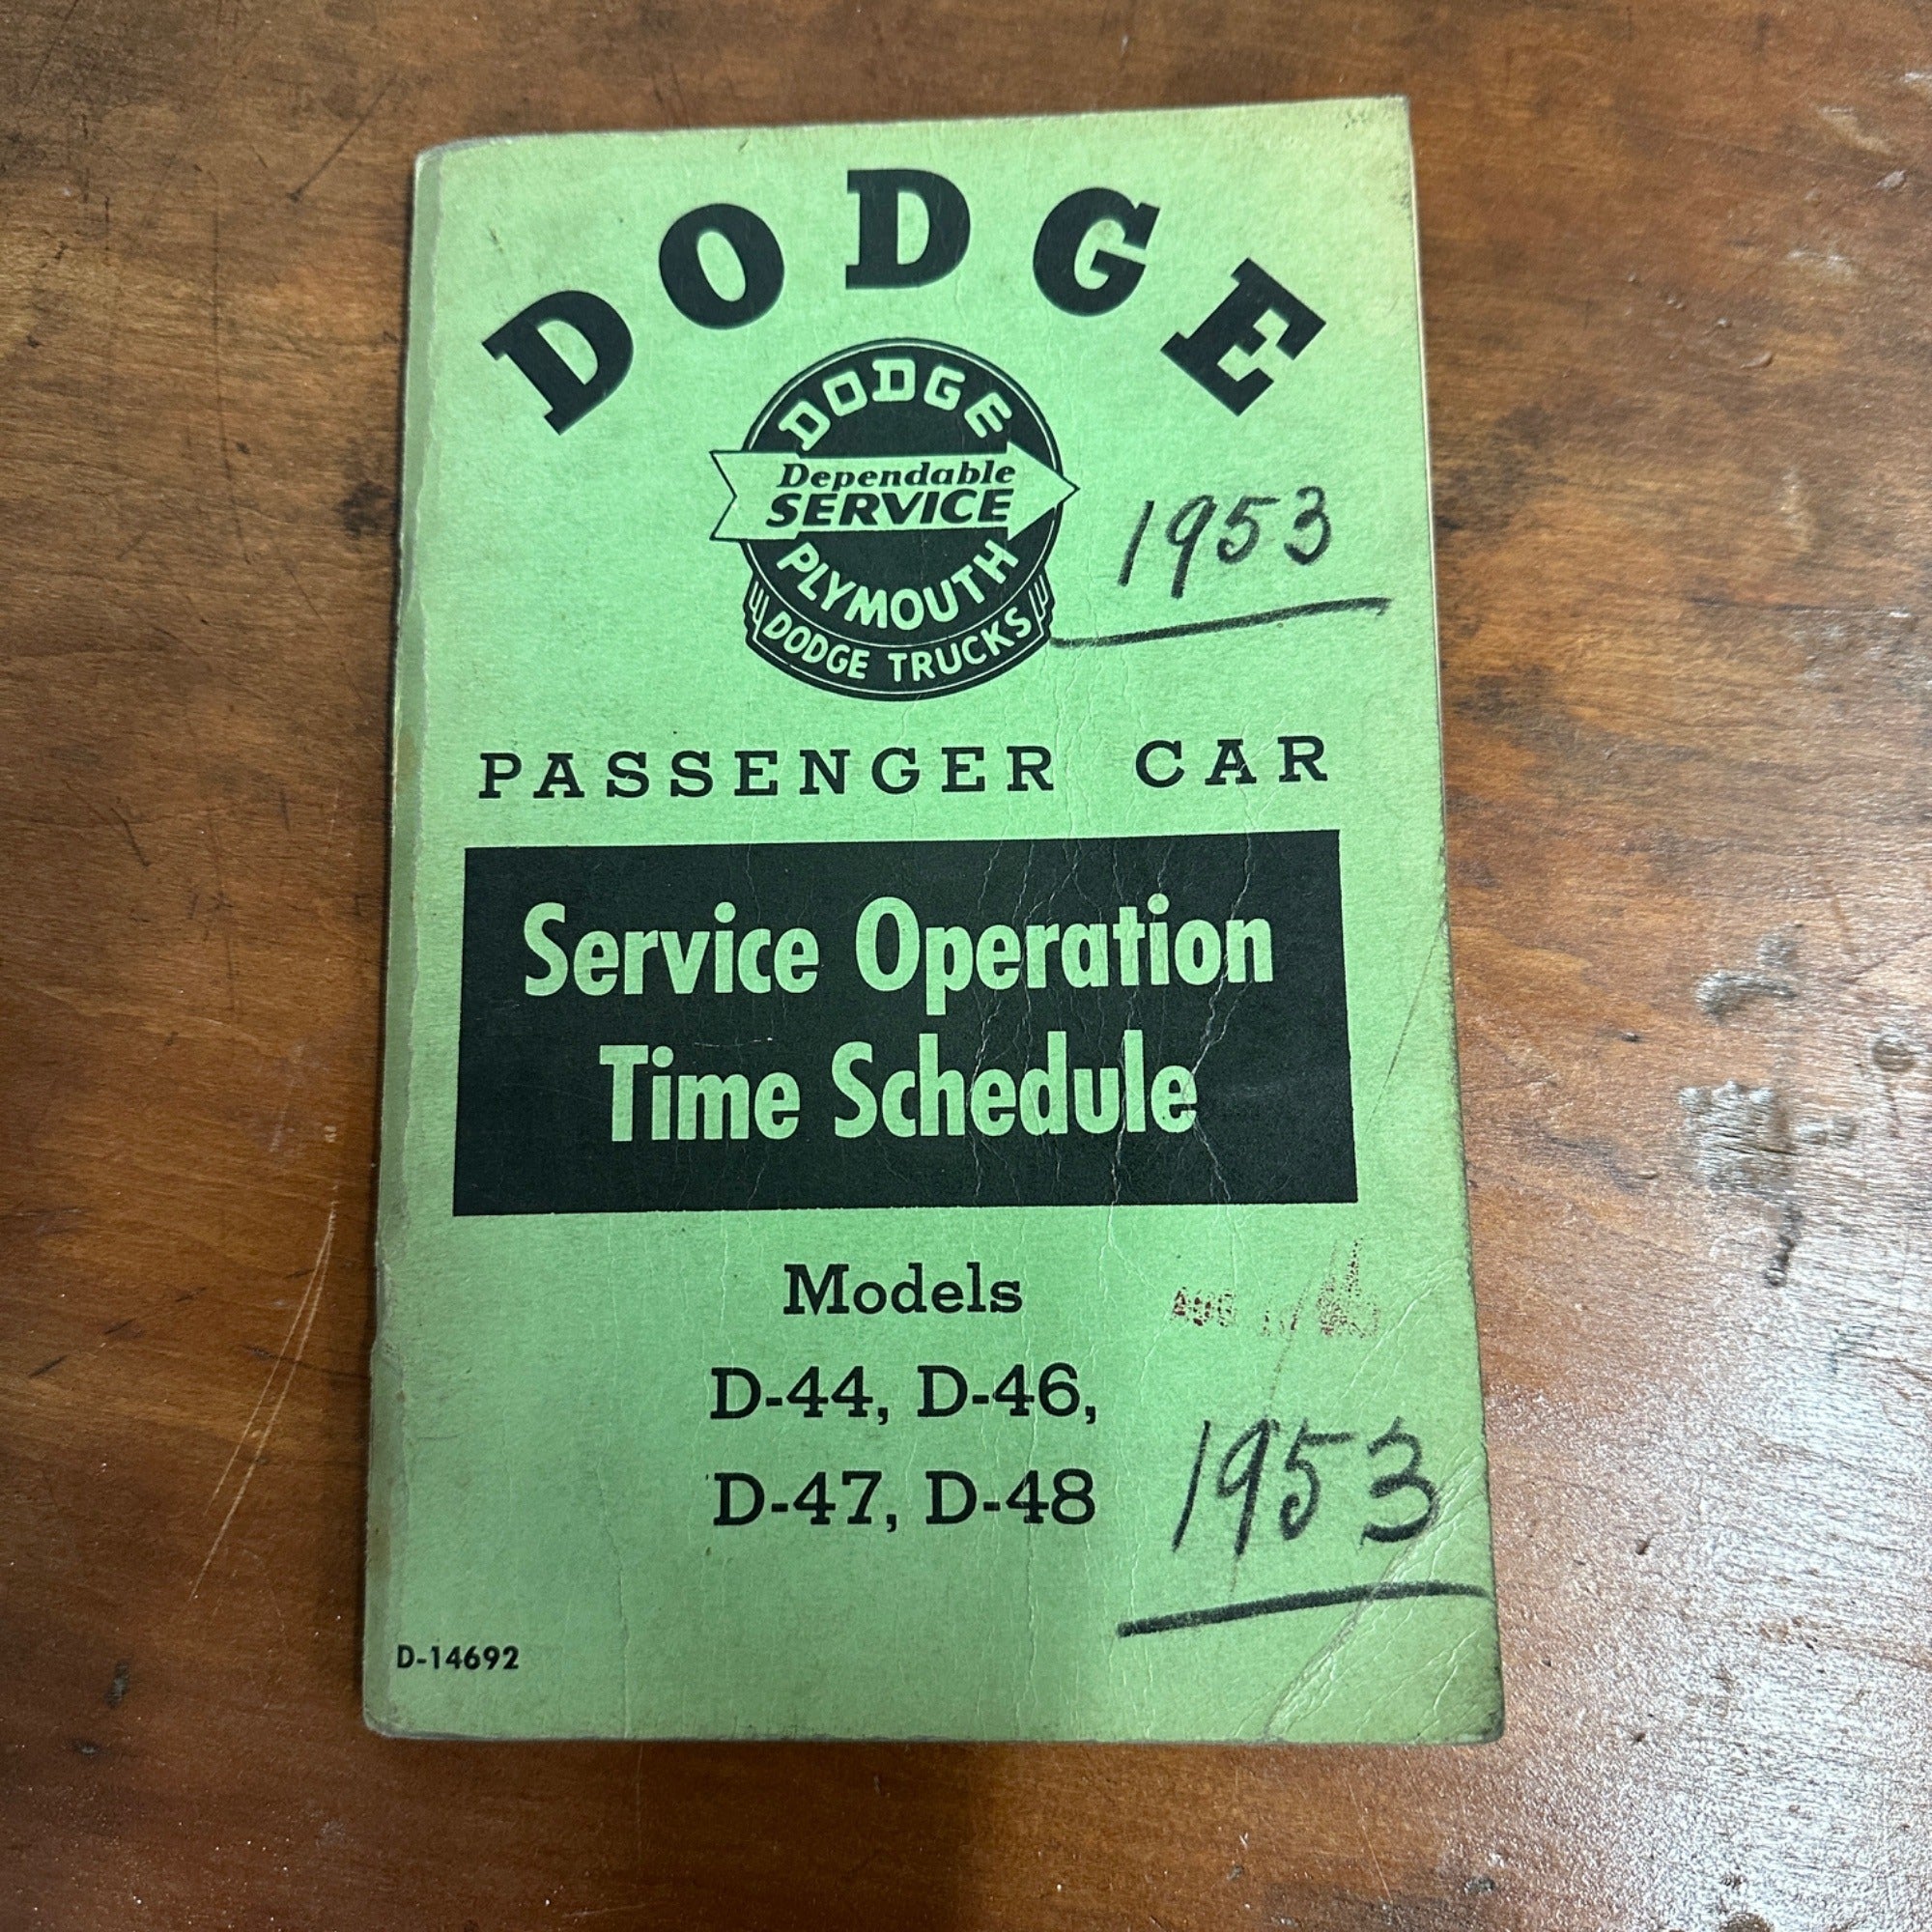 DODGE
DODGE
Dependable
SERVICE
PLYMOUTH
DODGE TRUCKS
1953
PASSENGER CAR
Service Operation
Time Schedule
Models
AUG
D-44, D-46,
D-47, D-48
1953
D-14692